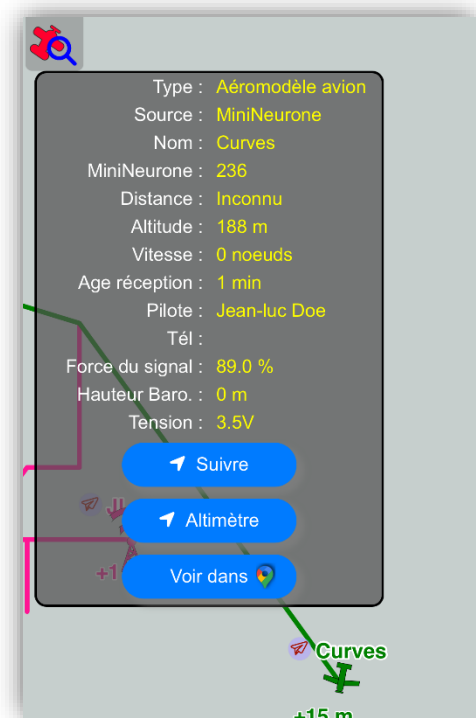 Type : Aéromodèle avion
Source : MiniNeurone
Nom : Curves
MiniNeurone : 236
Distance : Inconnu
Altitude : 188 m
Vitesse : 0 noeuds
Age réception : 1 min
Pilote : Jean-luc Doe
Tél :
Force du signal : 89.0 %
Hauteur Baro. : 0 m
Tension : 3.5V
Suivre
Altimètre
+1
Voir dans
Curves
+15 m